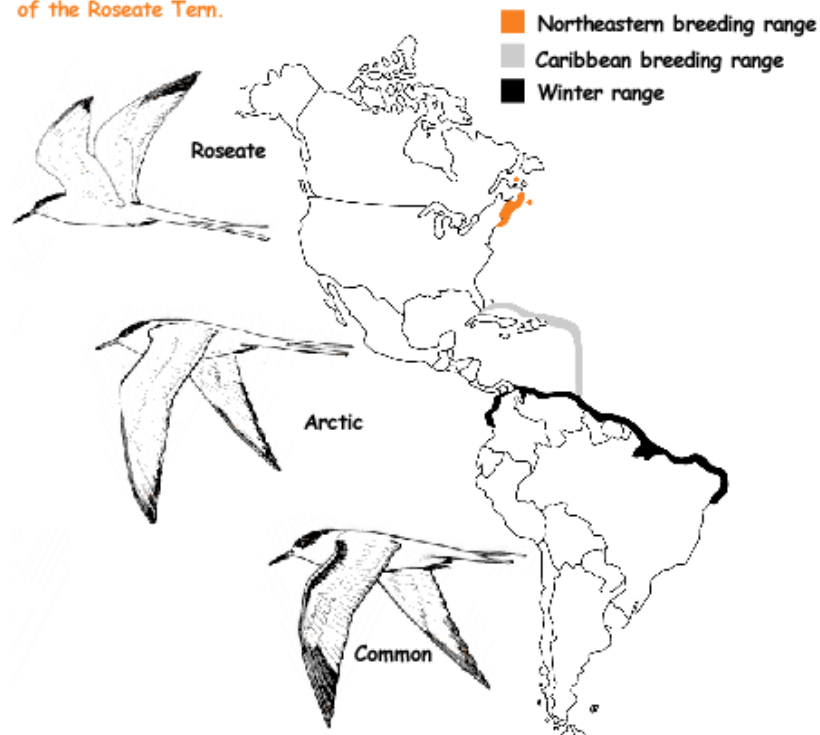 of the Roseate Tern.
Northeastern breeding range
Caribbean breeding range
Winter range
Roseate
Arctic
Common